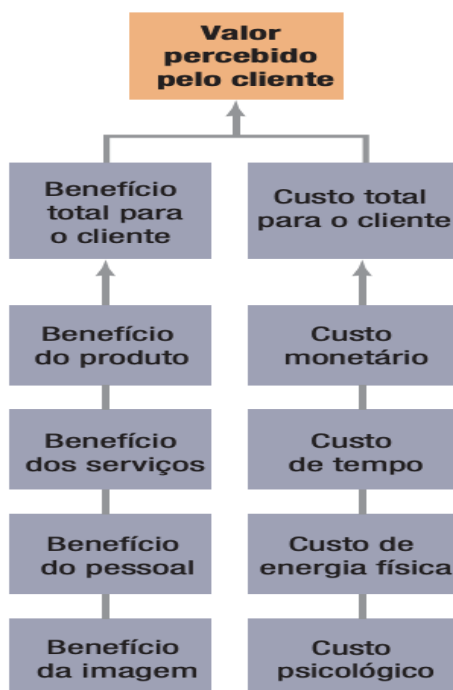 Valor
percebido
pelo cliente
Benefício
total para
o cliente
Custo total
para o cliente
Benefício
do produto
Custo
monetário
Benefício
dos serviços
Custo
de tempo
Benefício
do pessoal
Custo de
energia física
Benefício
da imagem
Custo
psicológico